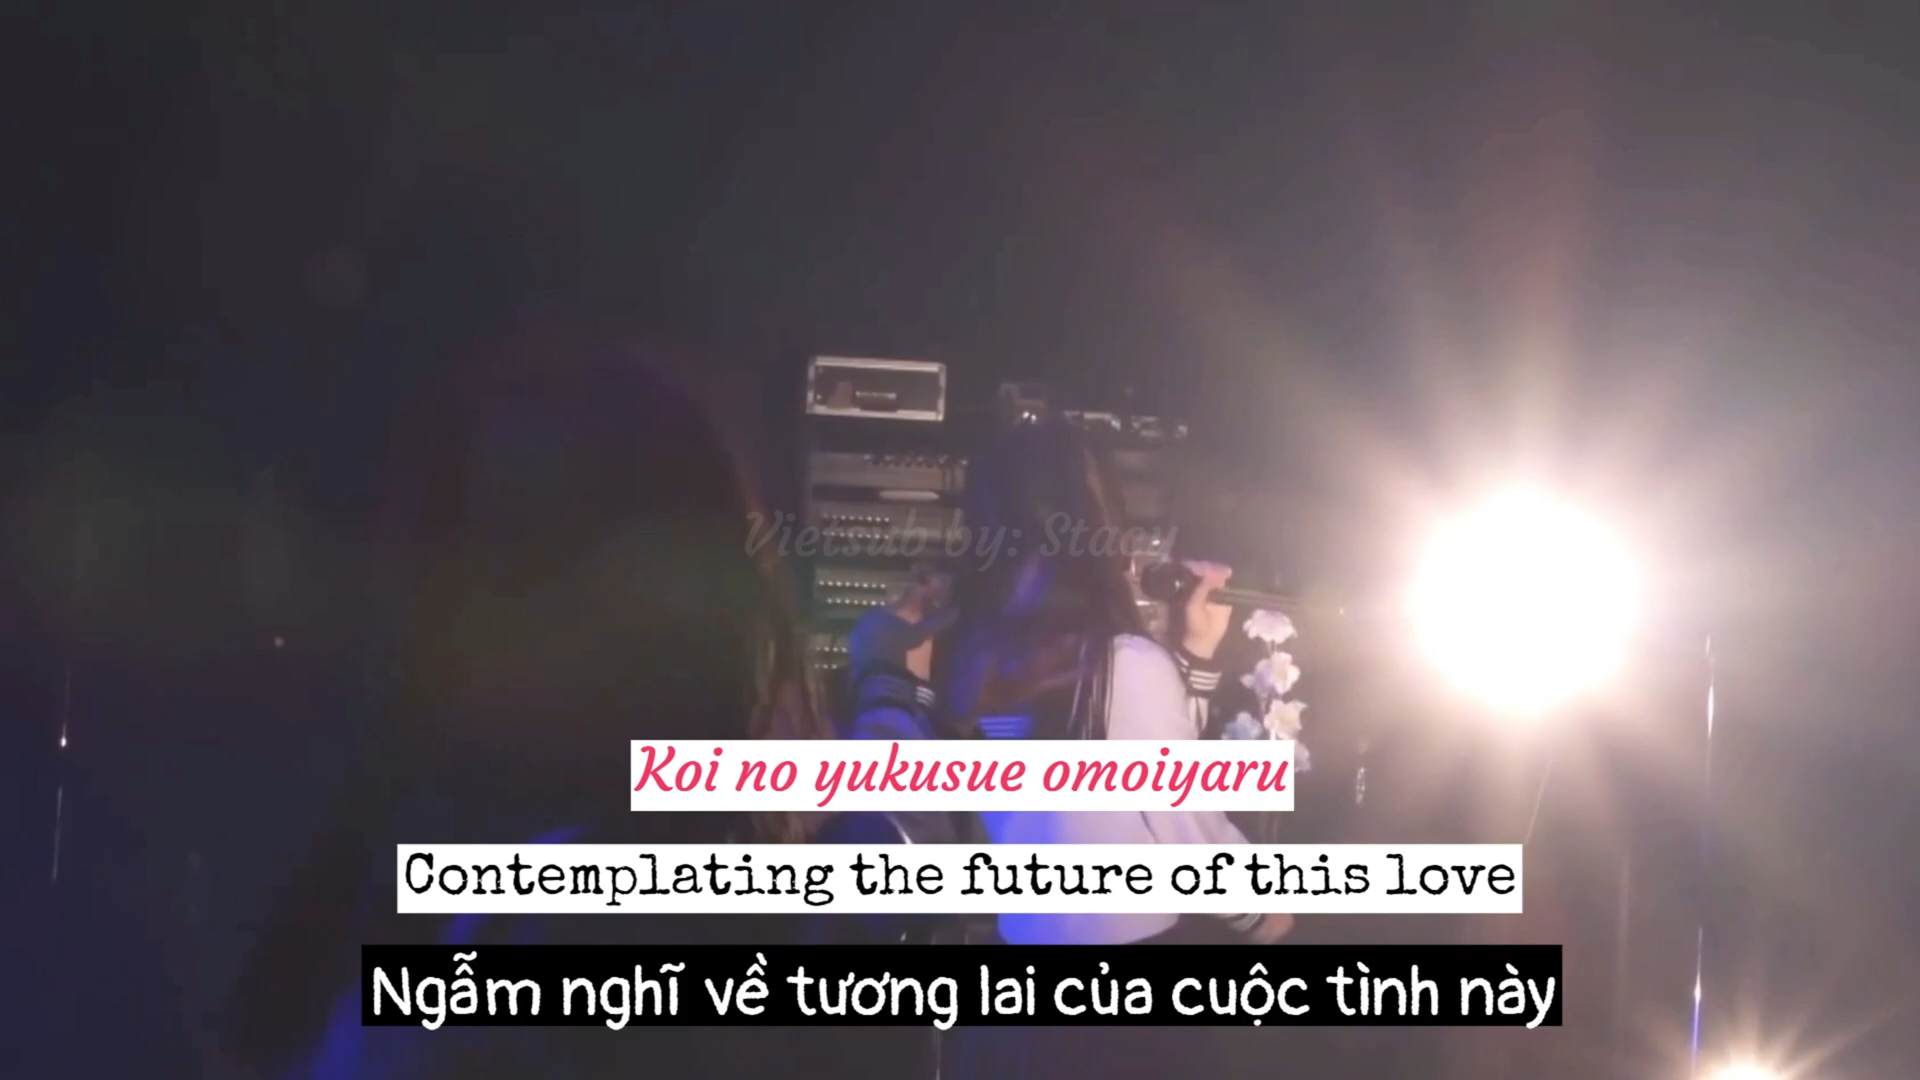 Vietsub by: Stacy
Koi no yukusue omoiyaru
Contemplating the future of this love
Ngẫm nghĩ về tương lai của cuộc tình này